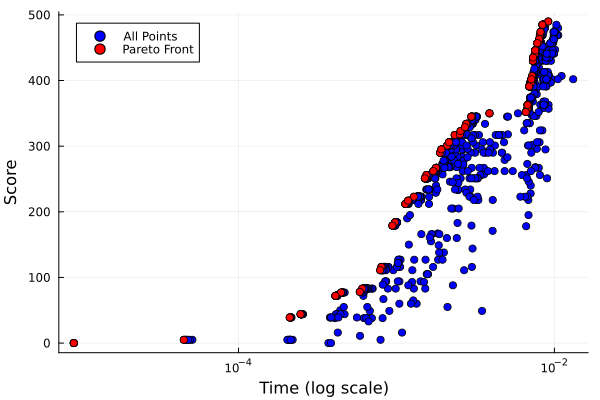 500
400
300
200
100
0
Score
All Points
Pareto Front
10⁻⁴
10⁻²
Time (log scale)